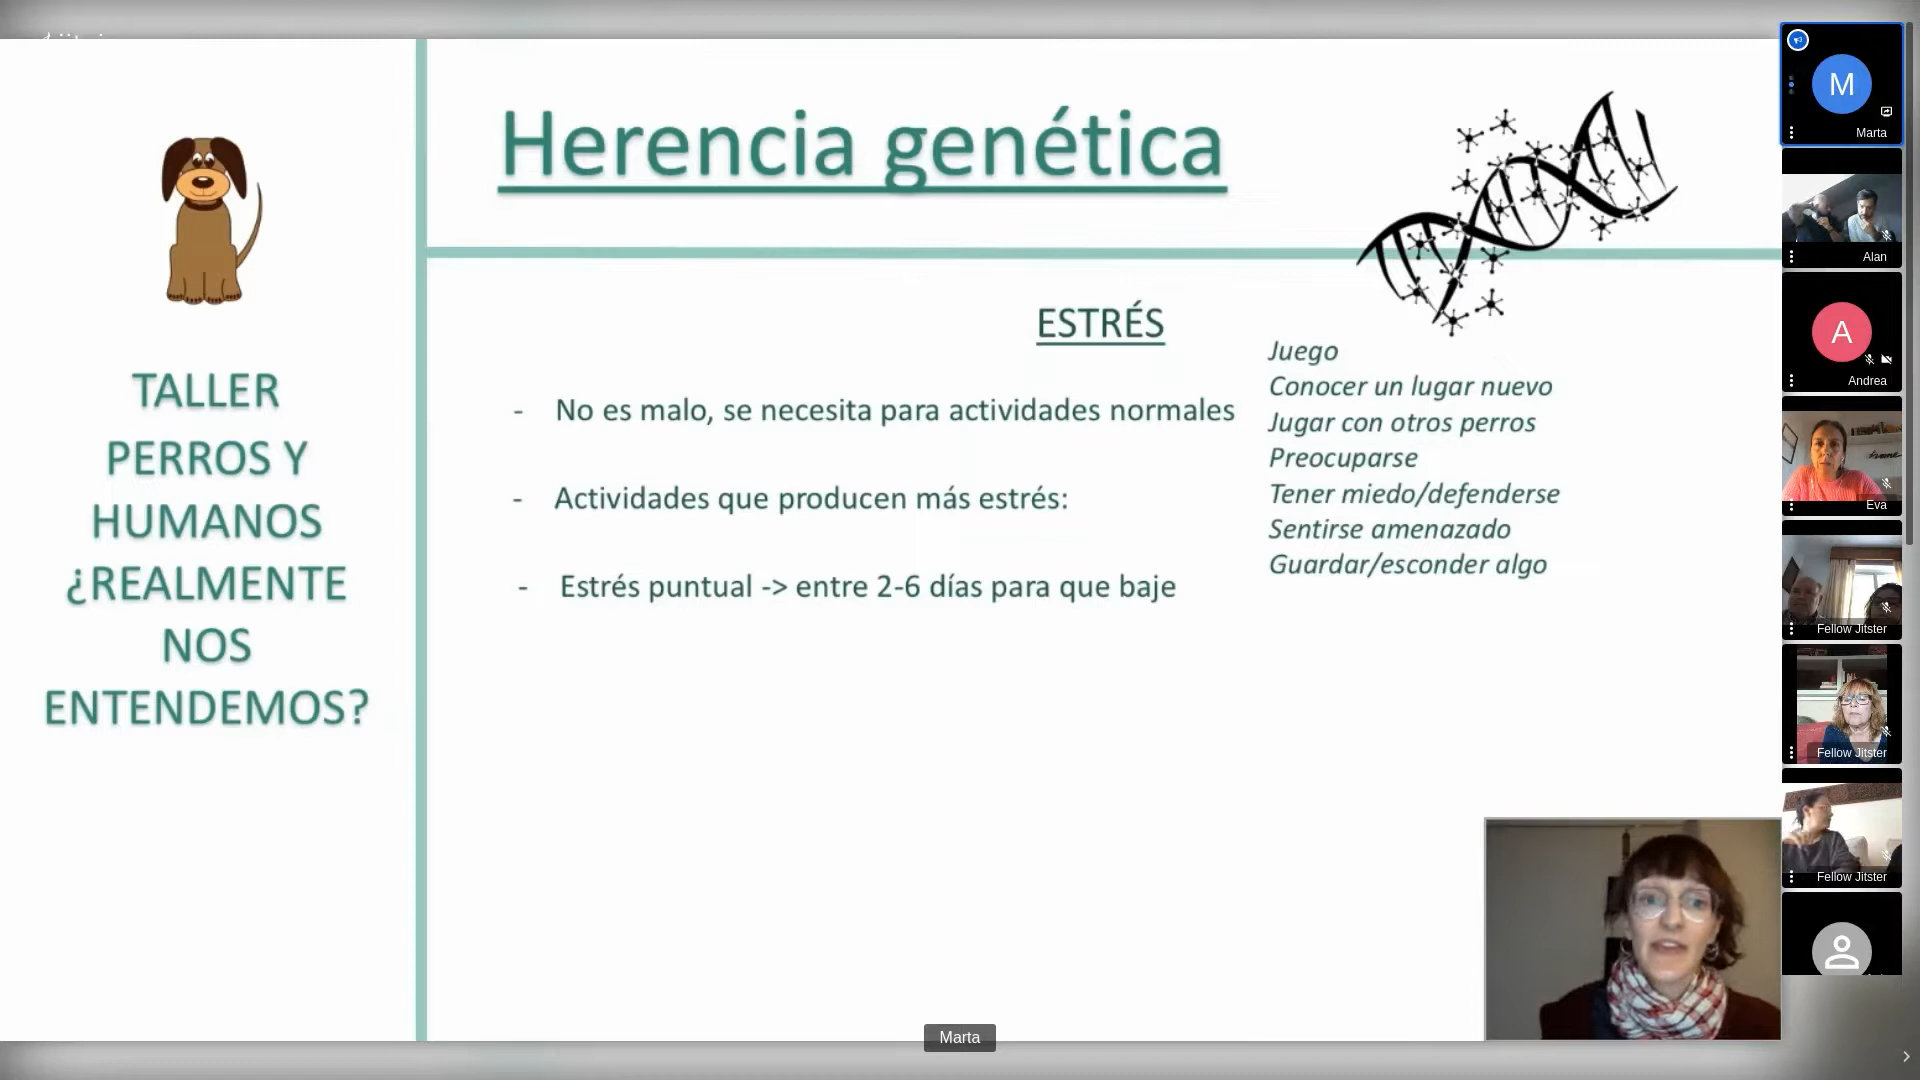 TALLER
PERROS Y
HUMANOS
¿REALMENTE
NOS
ENTENDEMOS?
Herencia genética
ESTRÉS
- No es malo, se necesita para actividades normales
- Actividades que producen más estrés:
- Estrés puntual -> entre 2-6 días para que baje
Juego
Conocer un lugar nuevo
Jugar con otros perros
Preocuparse
Tener miedo/defenderse
Sentirse amenazado
Guardar/esconder algo
M
Marta
Alan
A
Andrea
Eva
Fellow Jitster
Fellow Jitster
Fellow Jitster
Marta